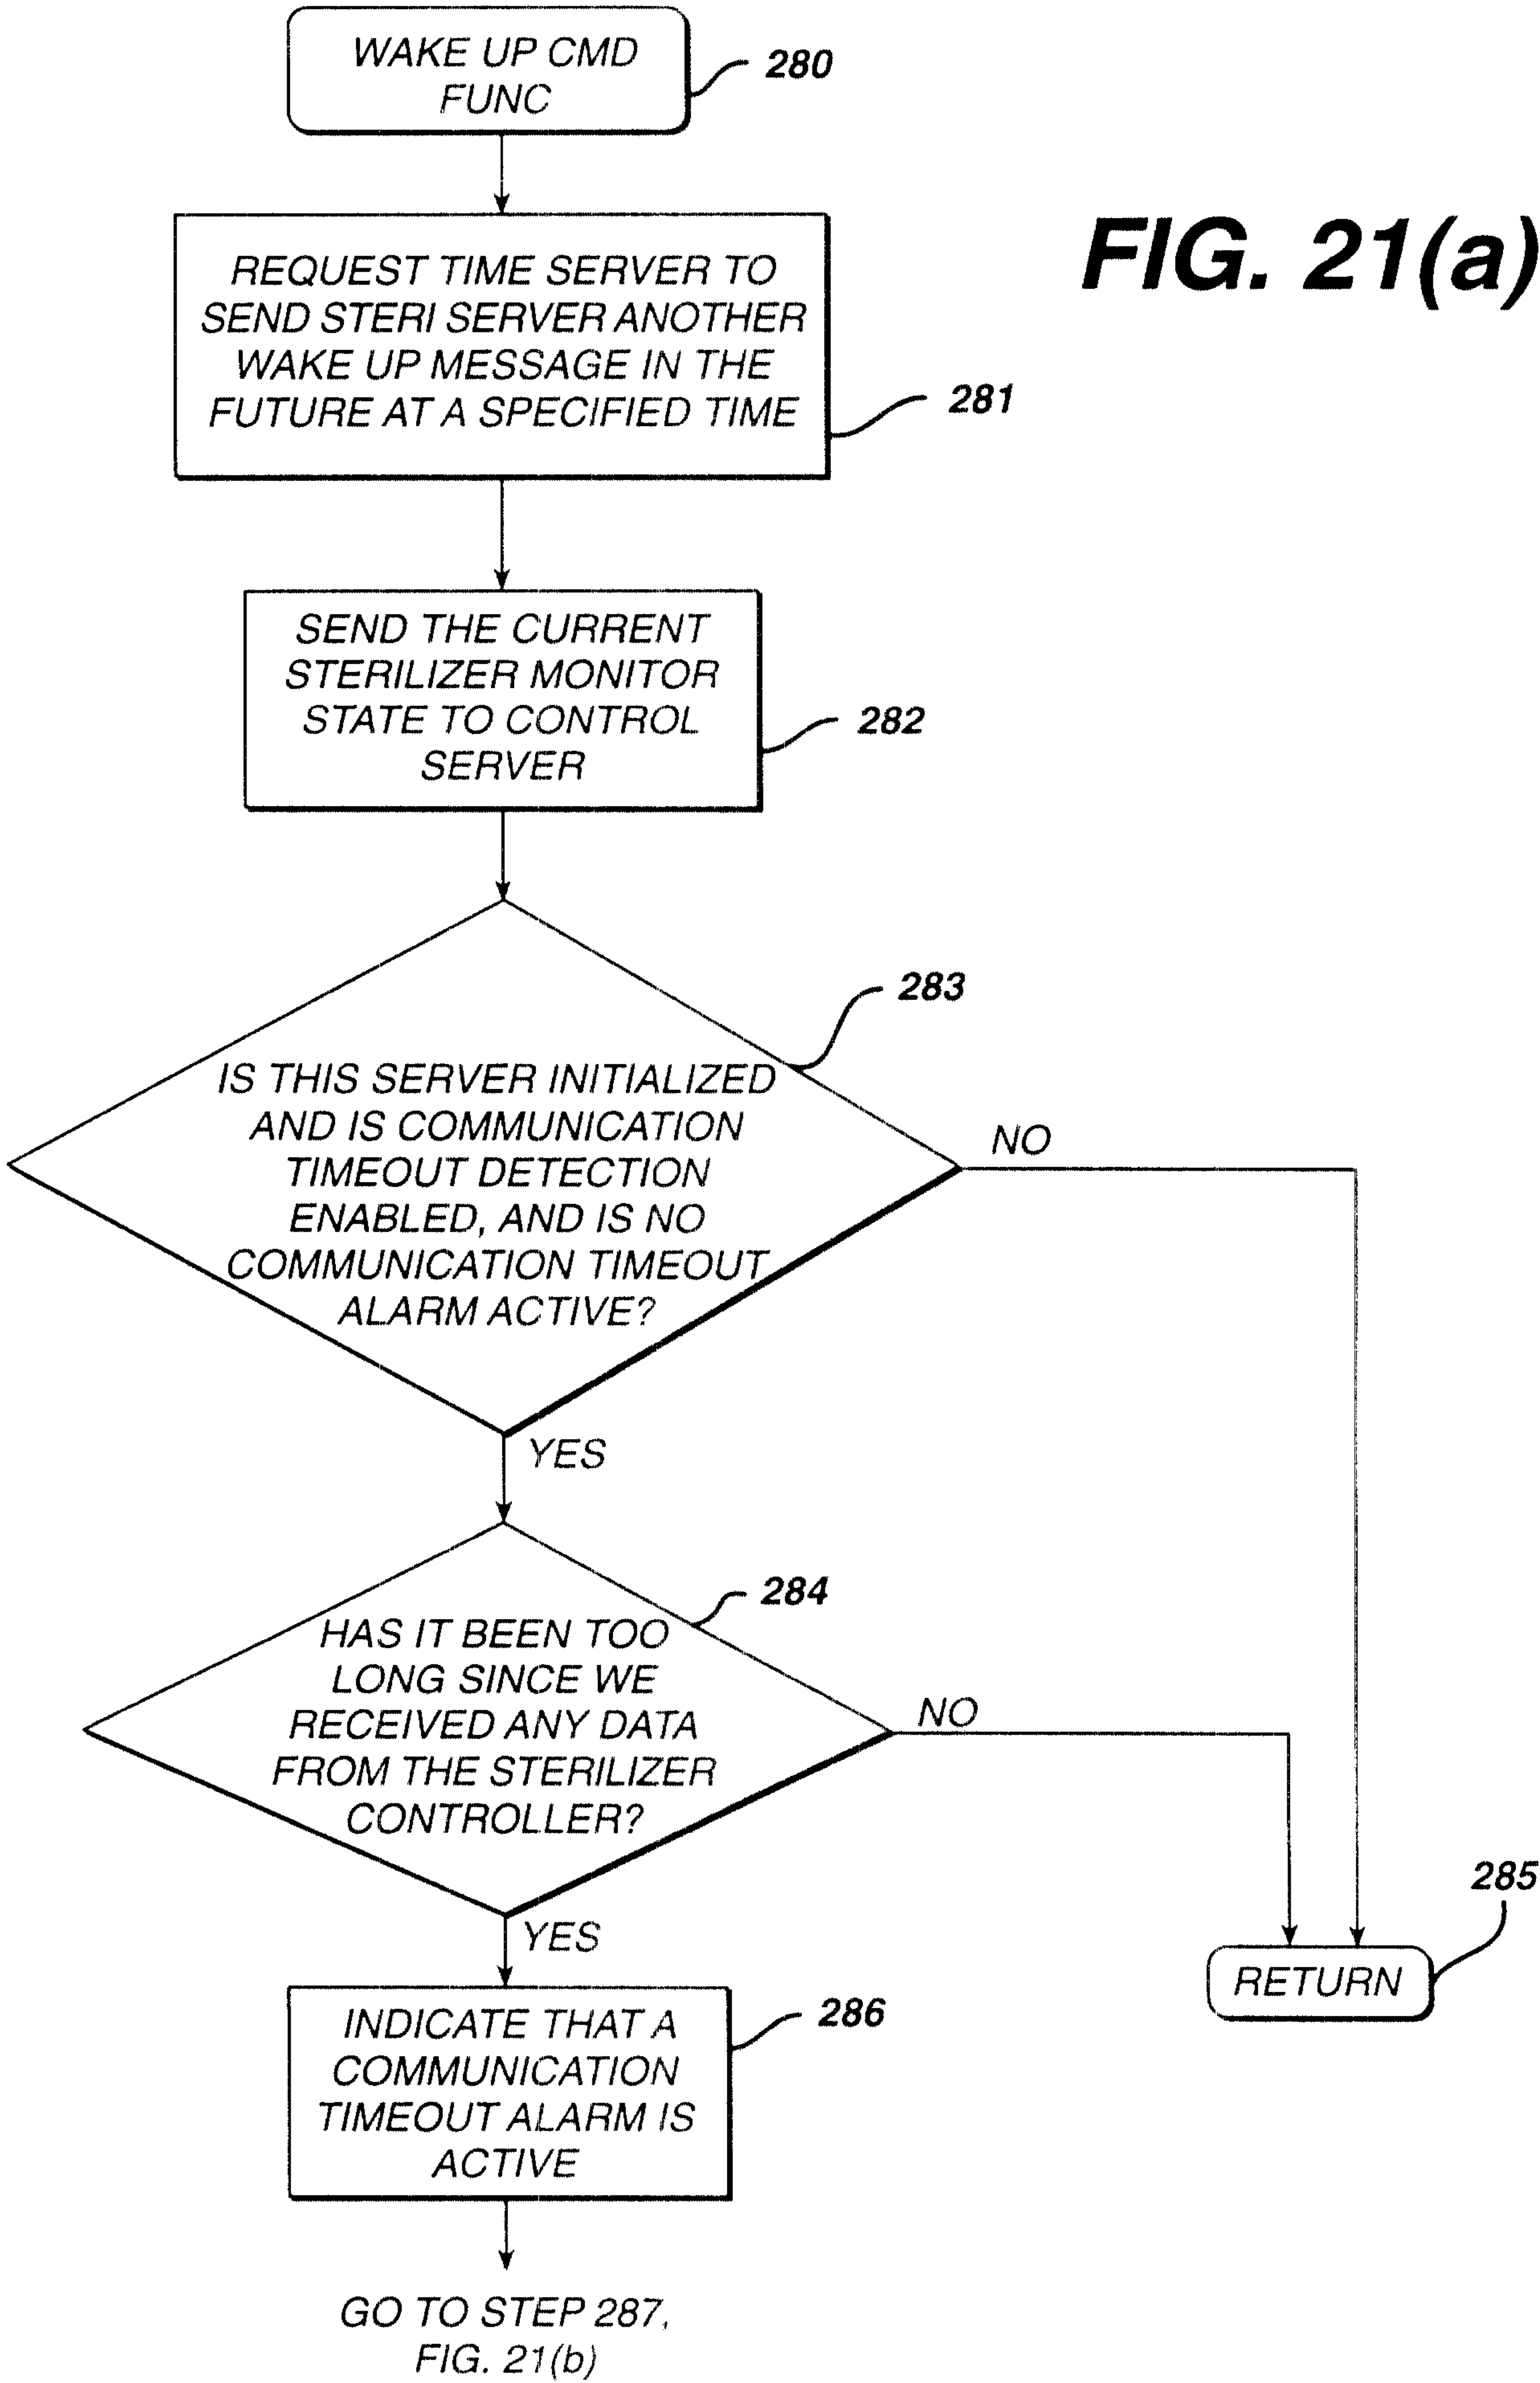 WAKE UP CMD
FUNC
280
FIG. 21(a)
REQUEST TIME SERVER TO
SEND STERI SERVER ANOTHER
WAKE UP MESSAGE IN THE
FUTURE AT A SPECIFIED TIME
281
SEND THE CURRENT
STERILIZER MONITOR
STATE TO CONTROL
SERVER
282
283
IS THIS SERVER INITIALIZED
AND IS COMMUNICATION
TIMEOUT DETECTION
ENABLED, AND IS NO
COMMUNICATION TIMEOUT
ALARM ACTIVE?
NO
YES
284
HAS IT BEEN TOO
LONG SINCE WE
RECEIVED ANY DATA
FROM THE STERILIZER
CONTROLLER?
NO
YES
285
RETURN
INDICATE THAT A
COMMUNICATION
TIMEOUT ALARM IS
ACTIVE
286
GO TO STEP 287,
FIG. 21(b)